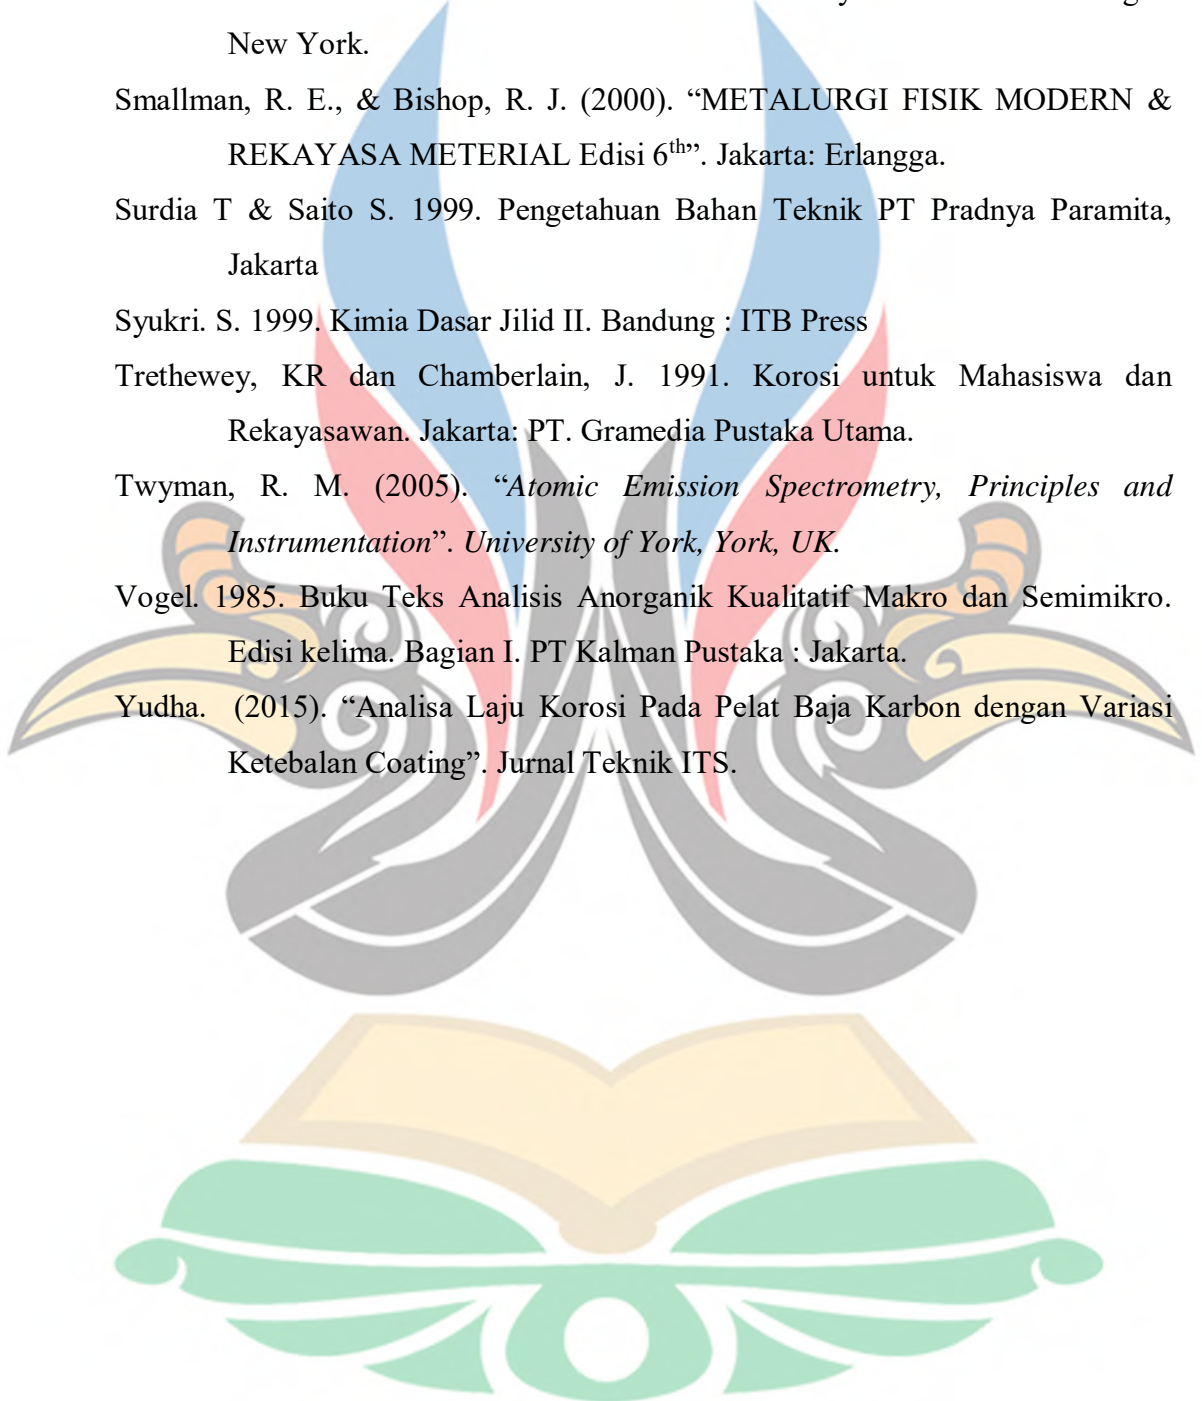 New York.
Smallman, R. E., & Bishop, R. J. (2000). “METALURGI FISIK MODERN &
REKAYASA METERIAL Edisi 6th”. Jakarta: Erlangga.
Surdia T & Saito S. 1999. Pengetahuan Bahan Teknik PT Pradnya Paramita,
Jakarta
Syukri. S. 1999. Kimia Dasar Jilid II. Bandung : ITB Press
Trethewey, KR dan Chamberlain, J. 1991. Korosi untuk Mahasiswa dan
Rekayasawan. Jakarta: PT. Gramedia Pustaka Utama.
Twyman, R. M. (2005). “Atomic Emission Spectrometry, Principles and
Instrumentation”. University of York, York, UK.
Vogel. 1985. Buku Teks Analisis Anorganik Kualitatif Makro dan Semimikro.
Edisi kelima. Bagian I. PT Kalman Pustaka : Jakarta.
Yudha. (2015). “Analisa Laju Korosi Pada Pelat Baja Karbon dengan Variasi
Ketebalan Coating”. Jurnal Teknik ITS.